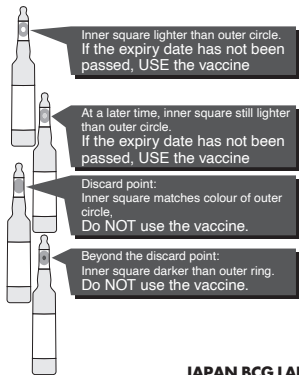 Inner square lighter than outer circle.
If the expiry date has not been
passed, USE the vaccine
At a later time, inner square still lighter
than outer circle.
If the expiry date has not been
passed, USE the vaccine
Discard point:
Inner square matches colour of outer
circle,
Do NOT use the vaccine.
Beyond the discard point:
Inner square darker than outer ring.
Do NOT use the vaccine.
JAPAN BCG